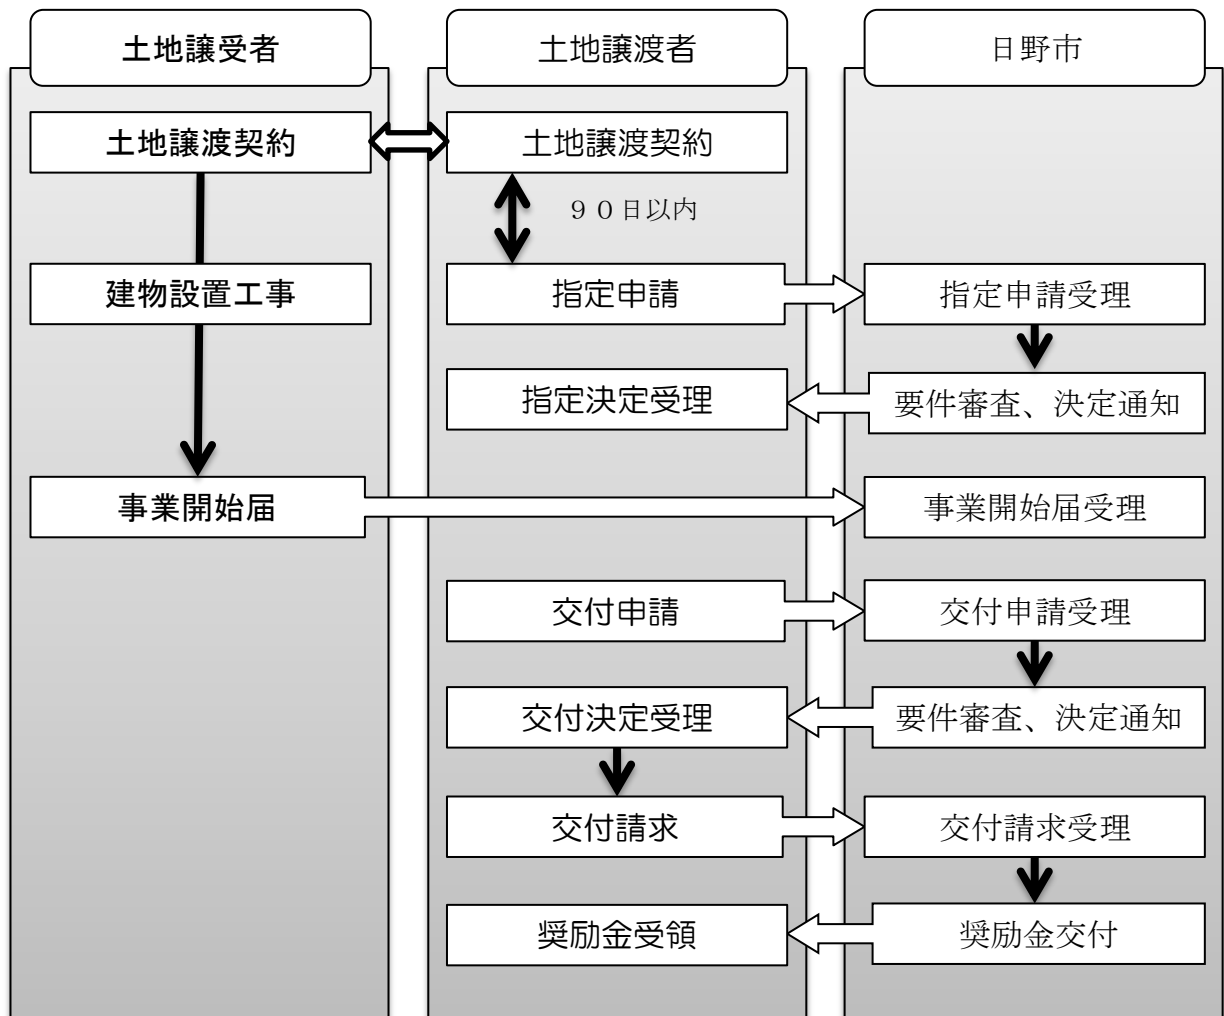 土地譲受者
土地譲渡者
日野市
土地譲渡契約
土地譲渡契約
９０日以内
建物設置工事
指定申請
指定申請受理
指定決定受理
要件審査、決定通知
事業開始届
事業開始届受理
交付申請
交付申請受理
交付決定受理
要件審査、決定通知
交付請求
交付請求受理
奨励金受領
奨励金交付